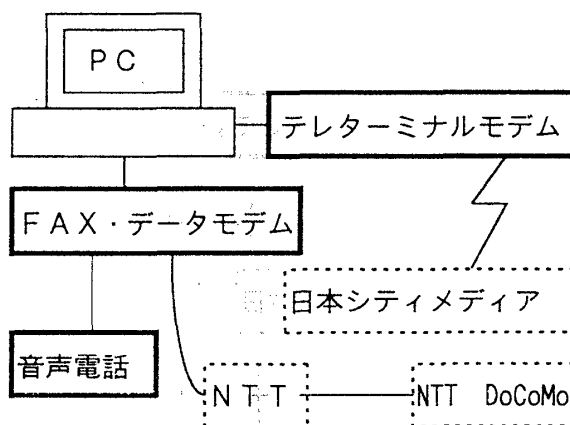 PC
テレターミナルモデム
FAX・データモデム
日本シティメディア
音声電話
NTT
NTT DoCoMo